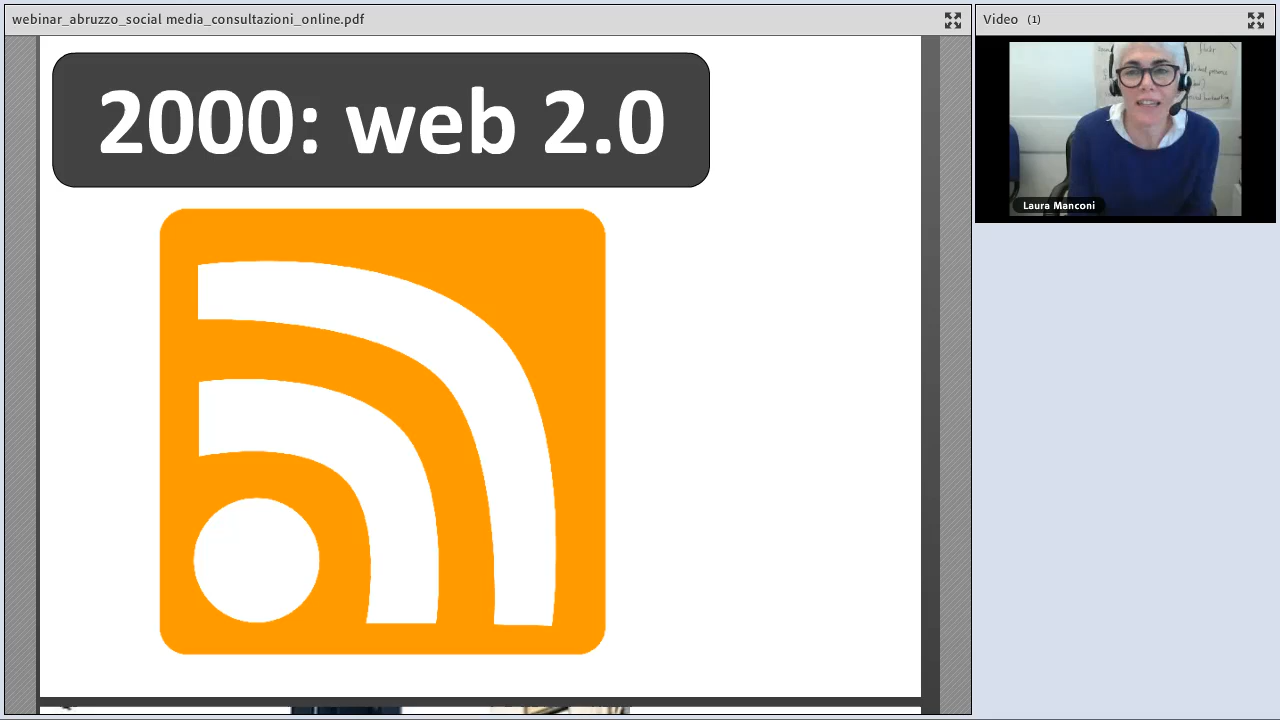 webinar_abruzzo_social media_consultazioni_online.pdf
Video (1)
2000: web 2.0
Laura Manconi